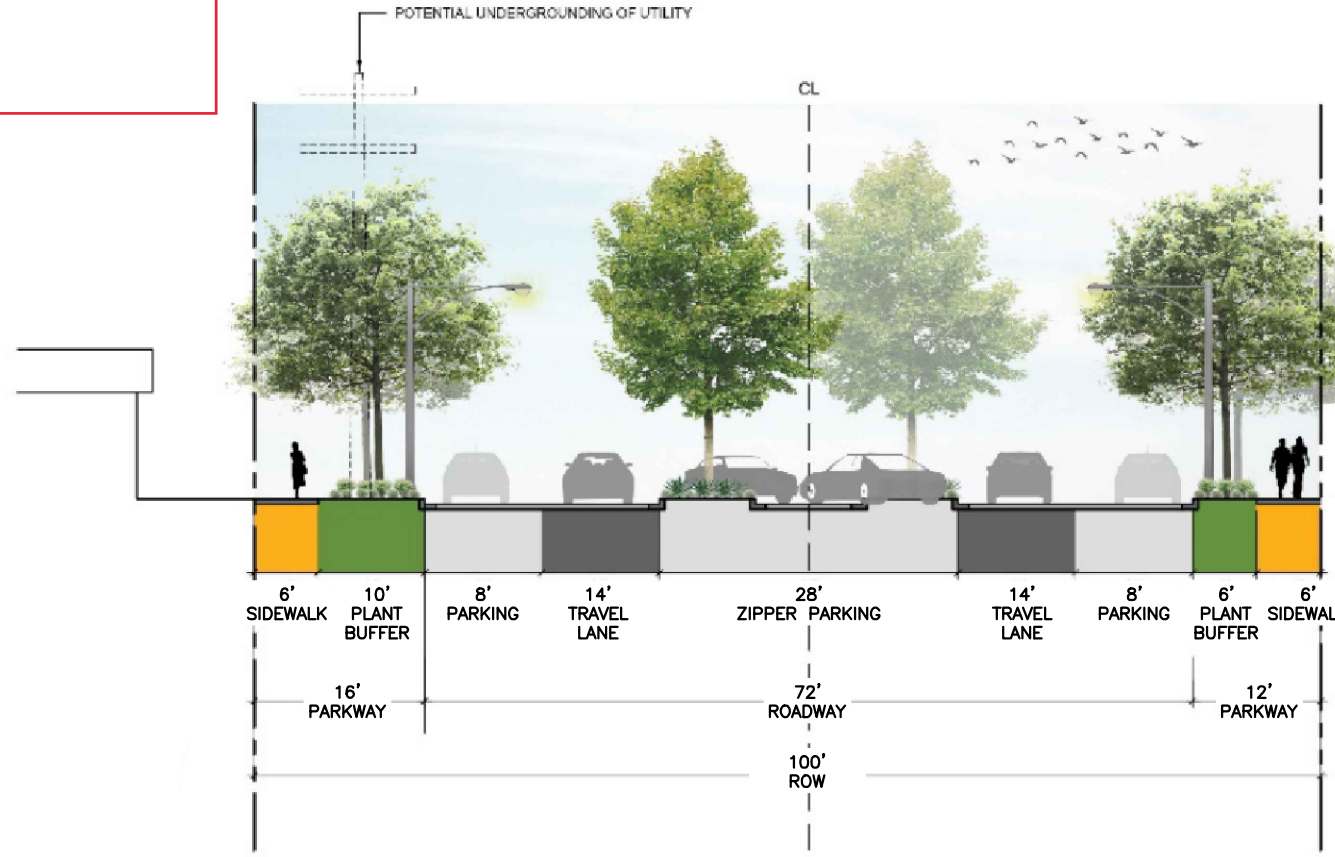 POTENTIAL UNDERGROUNDING OF UTILITY
CL
6' SIDEWALK
10' PLANT BUFFER
8' PARKING
14' TRAVEL LANE
28' ZIPPER PARKING
14' TRAVEL LANE
8' PARKING
6' PLANT BUFFER
6' SIDEWAL
16' PARKWAY
72' ROADWAY
12' PARKWAY
100' ROW